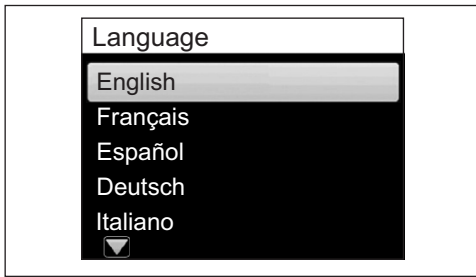 Language
English
Français
Español
Deutsch
Italiano